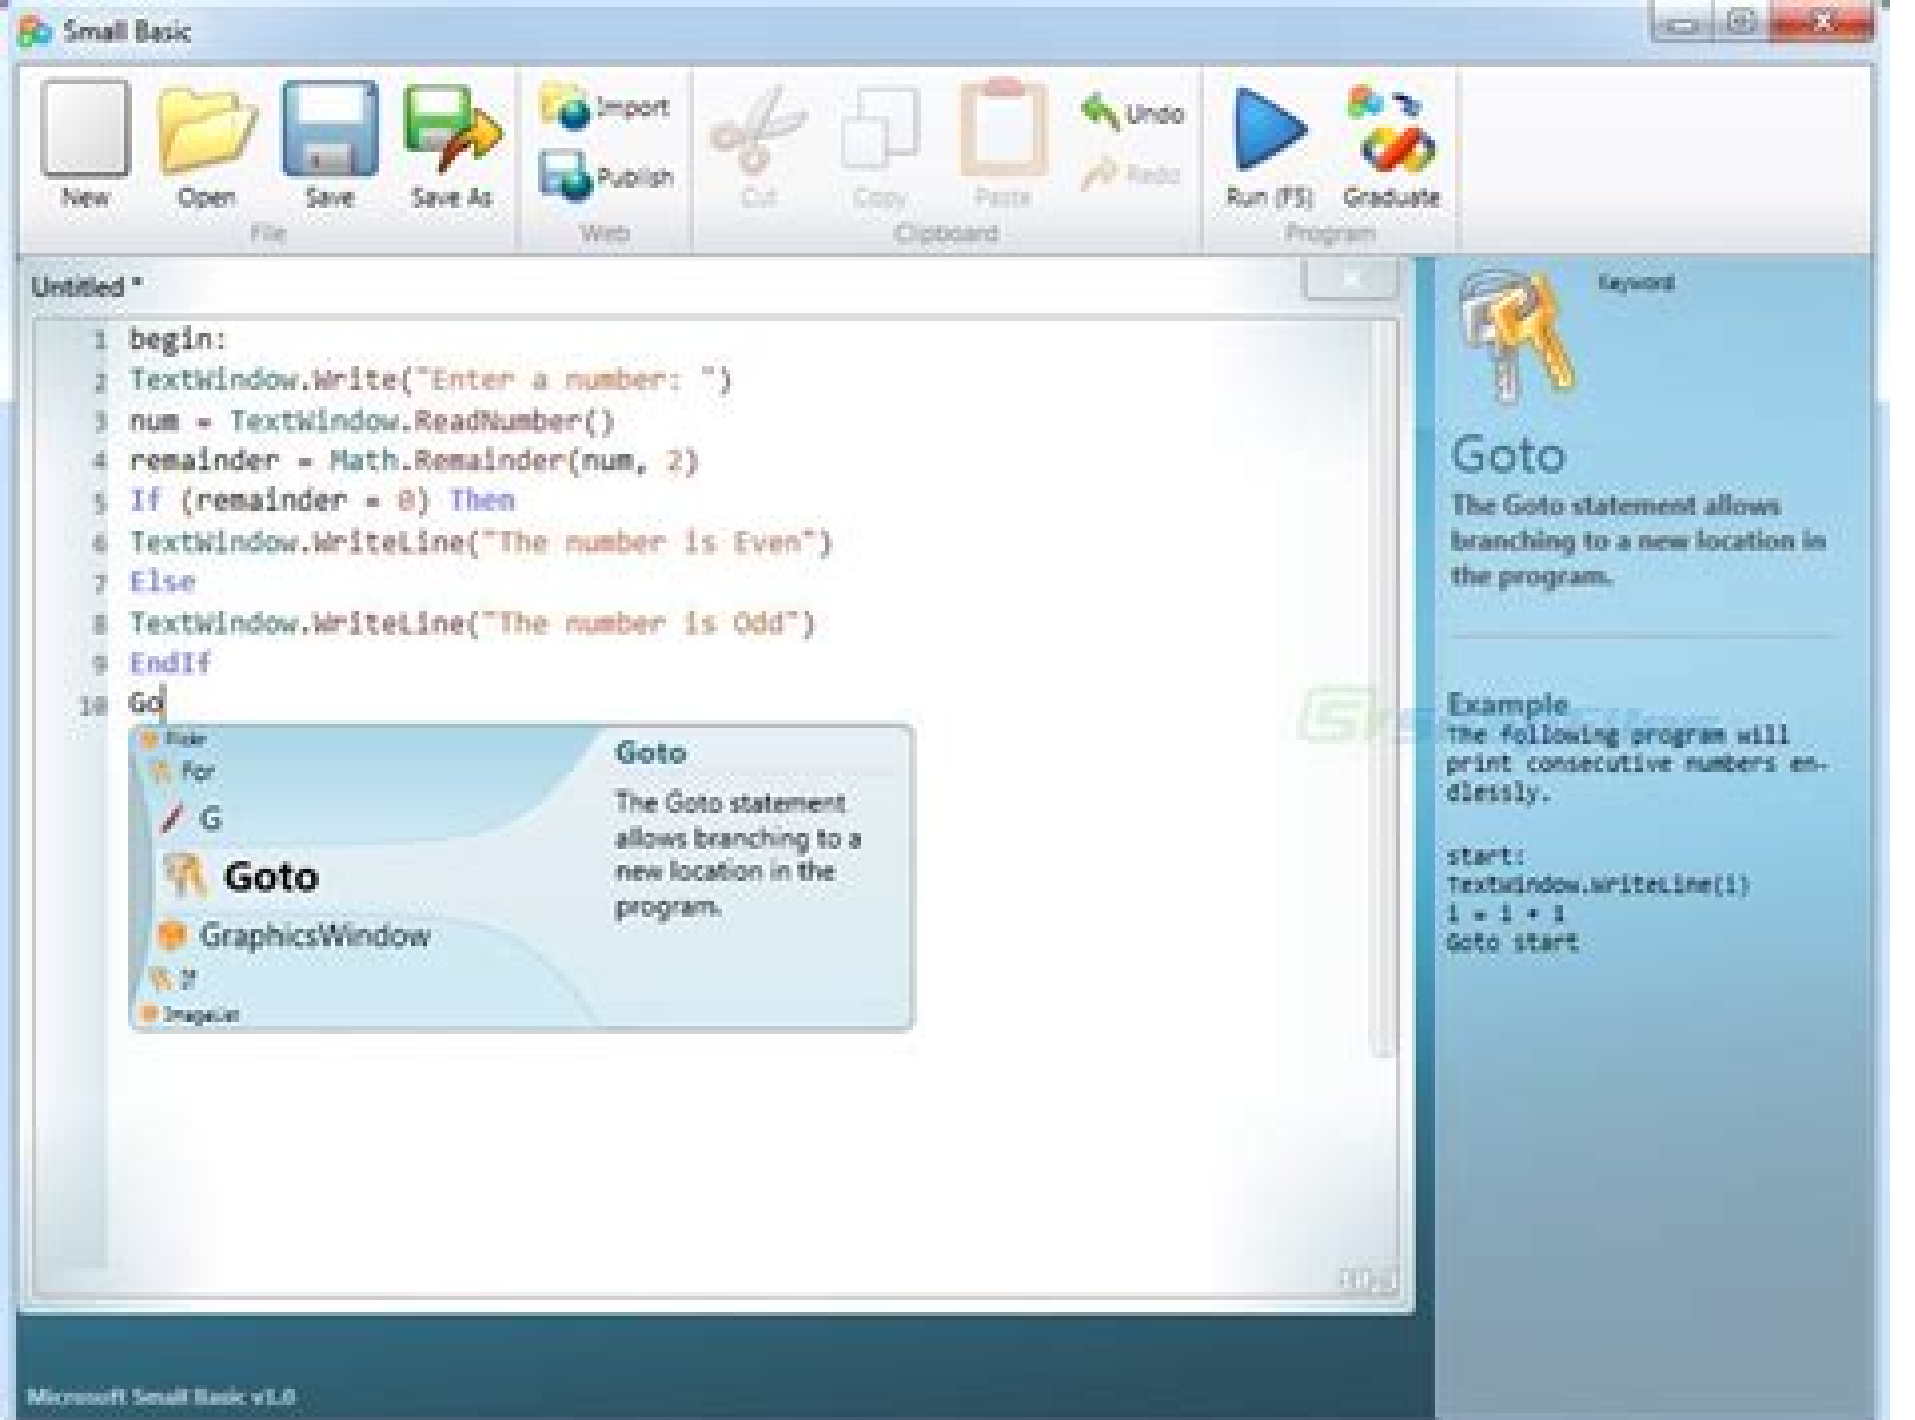 Small Basic
New
Open
Save
Save As
Import
Publish
Cut
Copy
Paste
Undo
Redo
Run (F5)
Graduate
File
Web
Clipboard
Program
Untitled *
1 begin:
2 TextWindow.Write("Enter a number: ")
3 num = TextWindow.ReadNumber()
4 remainder = Math.Remainder(num, 2)
5 If (remainder = 0) Then
6 TextWindow.WriteLine("The number is Even")
7 Else
8 TextWindow.WriteLine("The number is Odd")
9 EndIf
10 Go
Flickr
For
G
Goto
GraphicsWindow
If
ImageList
Goto
The Goto statement
allows branching to a
new location in the
program.
Keyword
Goto
The Goto statement allows
branching to a new location in
the program.
Example
The following program will
print consecutive numbers en-
dlessly.
start:
TextWindow.WriteLine(i)
i = i + 1
Goto start
Microsoft Small Basic v1.0